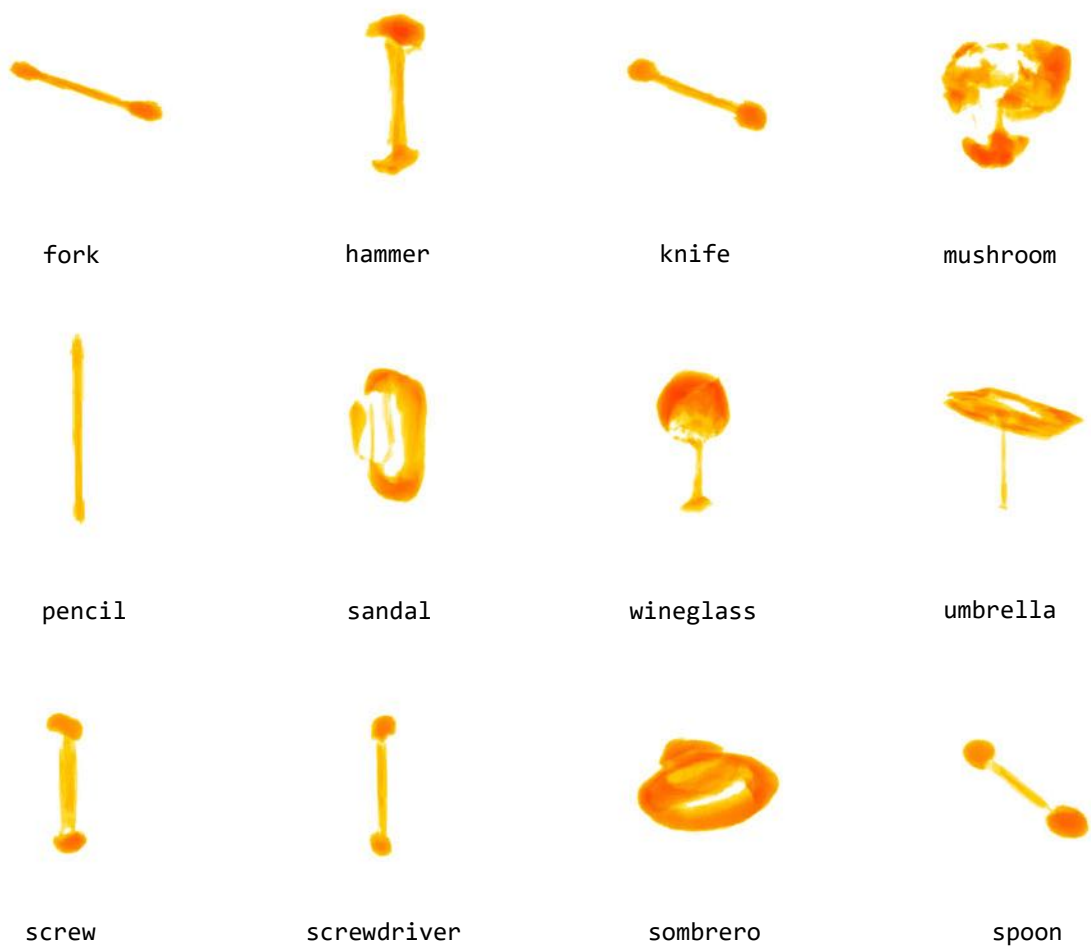 fork hammer knife mushroom
pencil sandal wineglass umbrella
screw screwdriver sombrero spoon